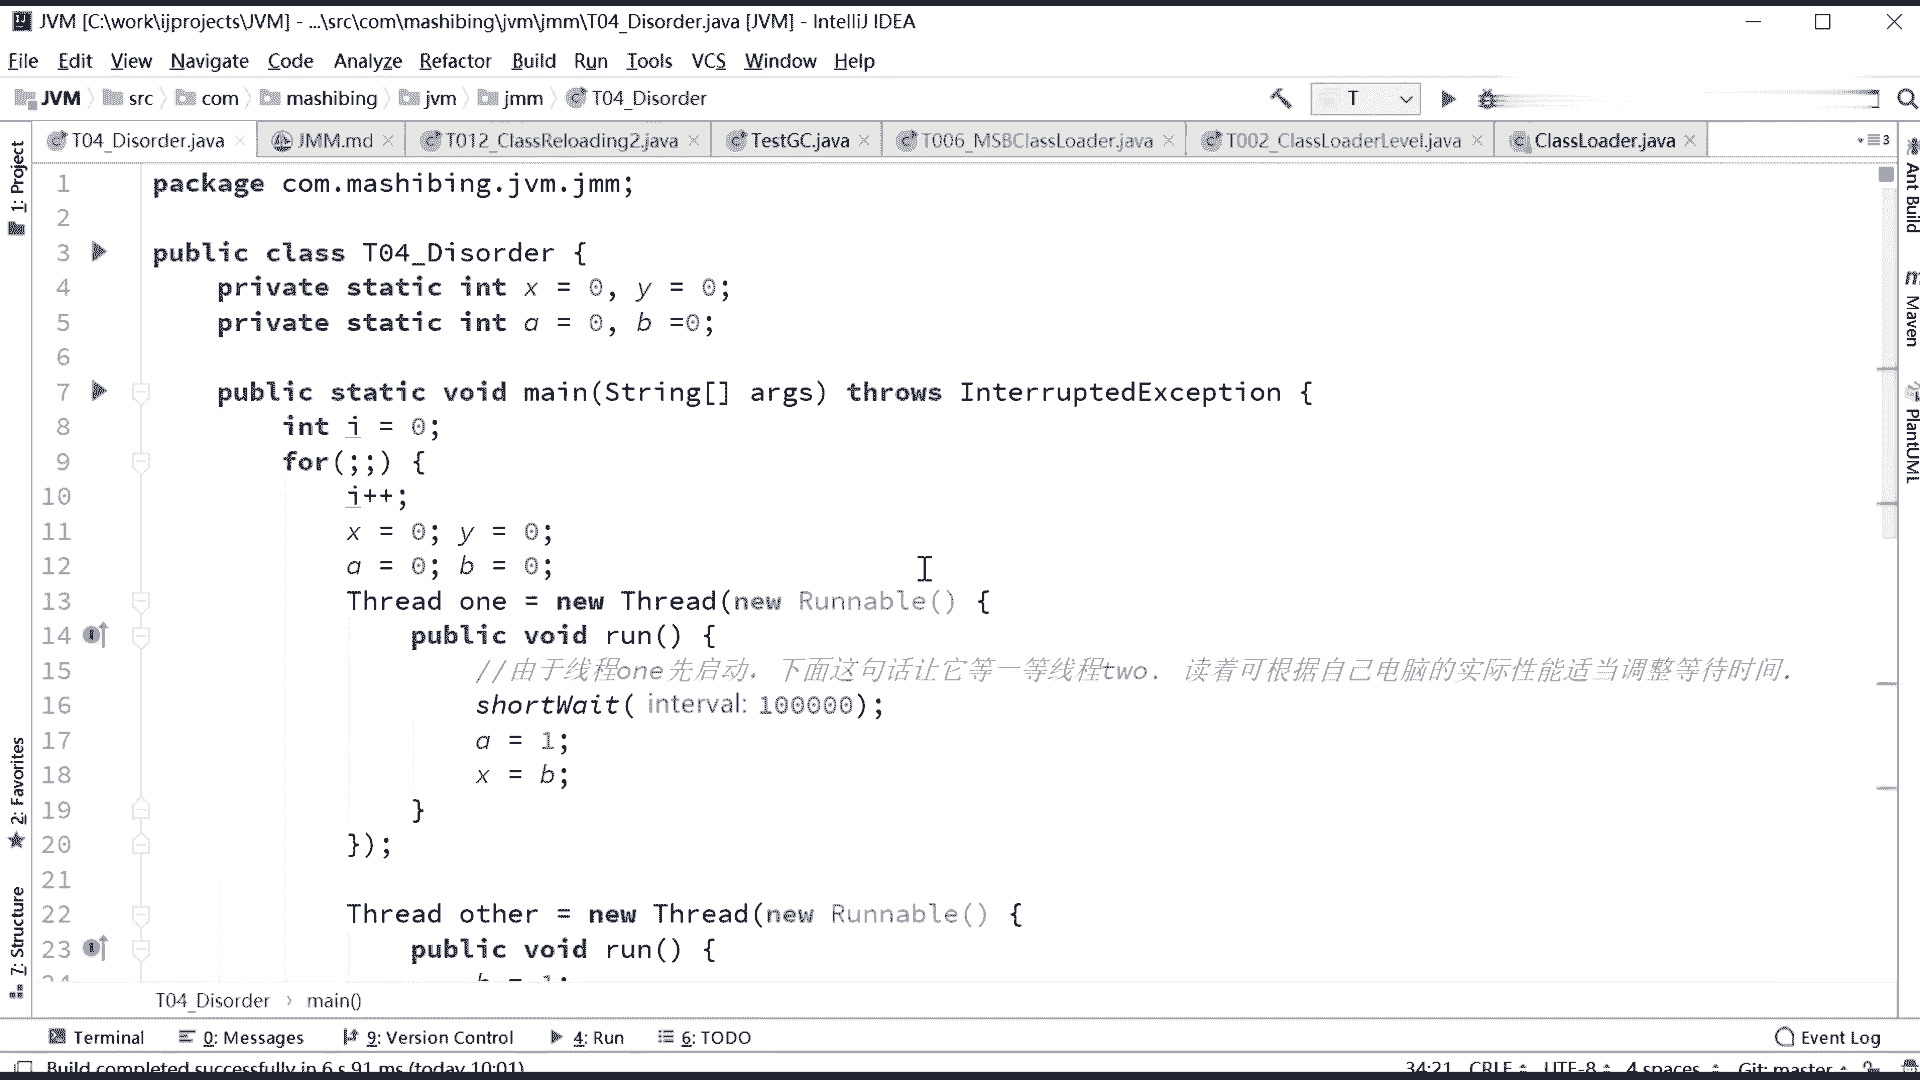 JVM [C:\work\ijprojects\JVM] - ...\src\com\mashibing\jvm\jmm\T04_Disorder.java [JVM] - IntelliJ IDEA
File Edit View Navigate Code Analyze Refactor Build Run Tools VCS Window Help
JVM src com mashibing jvm jmm T04_Disorder T
T04_Disorder.java JMM.md T012_ClassReloading2.java TestGC.java T006_MSBClassLoader.java T002_ClassLoaderLevel.java ClassLoader.java 3
1: Project
2: Favorites
7: Structure
1 package com.mashibing.jvm.jmm;
2
3 public class T04_Disorder {
4 private static int x = 0, y = 0;
5 private static int a = 0, b =0;
6
7 public static void main(String[] args) throws InterruptedException {
8 int i = 0;
9 for(;;) {
10 i++;
11 x = 0; y = 0;
12 a = 0; b = 0;
13 Thread one = new Thread(new Runnable() {
14 public void run() {
15 //由于线程one先启动. 下面这句话让它等一等线程two. 读着可根据自己电脑的实际性能适当调整等待时间.
16 shortWait( interval: 100000);
17 a = 1;
18 x = b;
19 }
20 });
21
22 Thread other = new Thread(new Runnable() {
23 public void run() {
24 b = 1;
Ant Build
Maven
PlantUML
T04_Disorder main()
Terminal 0: Messages 9: Version Control 4: Run 6: TODO Event Log
Build completed successfully in 6 s 91 ms (today 10:01) 34:21 CRLF UTF-8 4 spaces Git: master